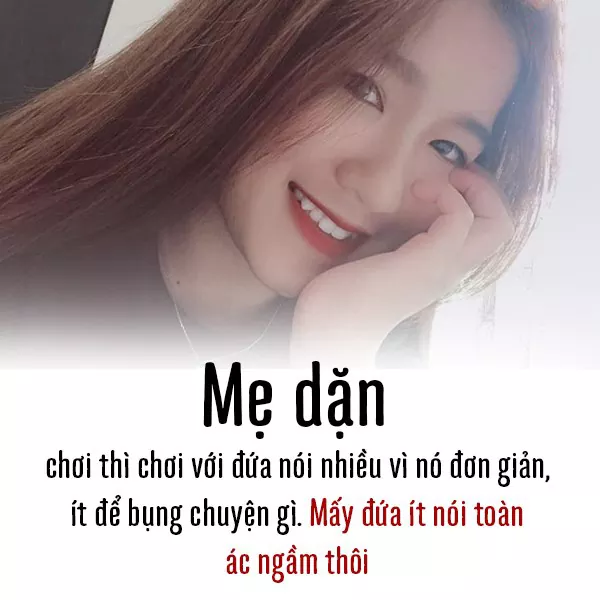 Mẹ dặn
chơi thì chơi với đứa nói nhiều vì nó đơn giản,
ít để bụng chuyện gì. Mấy đứa ít nói toàn
ác ngầm thôi